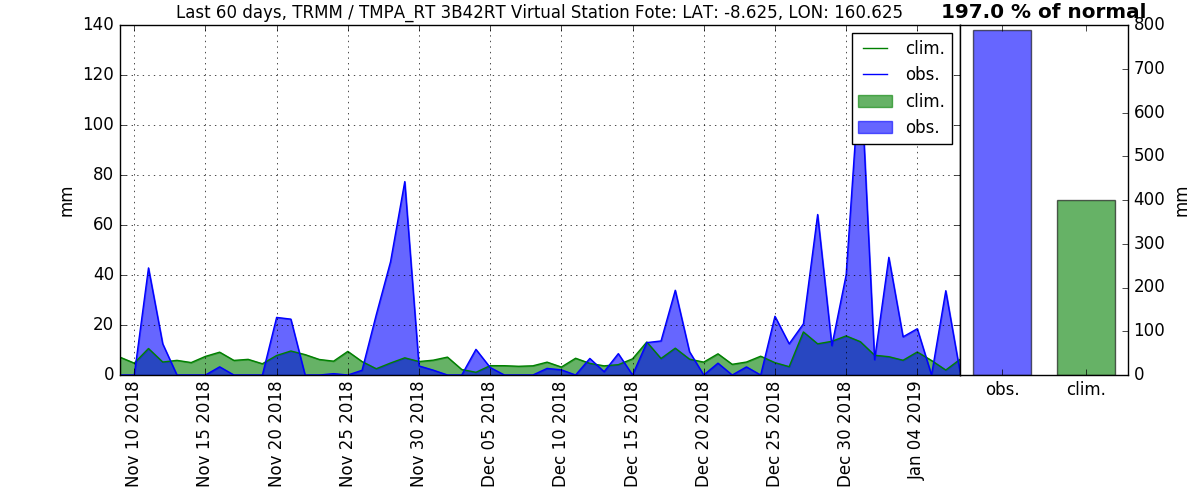 Last 60 days, TRMM / TMPA_RT 3B42RT Virtual Station Fote: LAT: -8.625, LON: 160.625
197.0 % of normal
140
120
100
80
60
40
20
0
mm
clim.
obs.
clim.
obs.
800
700
600
500
400
300
200
100
0
mm
obs.
clim.
Nov 10 2018
Nov 15 2018
Nov 20 2018
Nov 25 2018
Nov 30 2018
Dec 05 2018
Dec 10 2018
Dec 15 2018
Dec 20 2018
Dec 25 2018
Dec 30 2018
Jan 04 2019